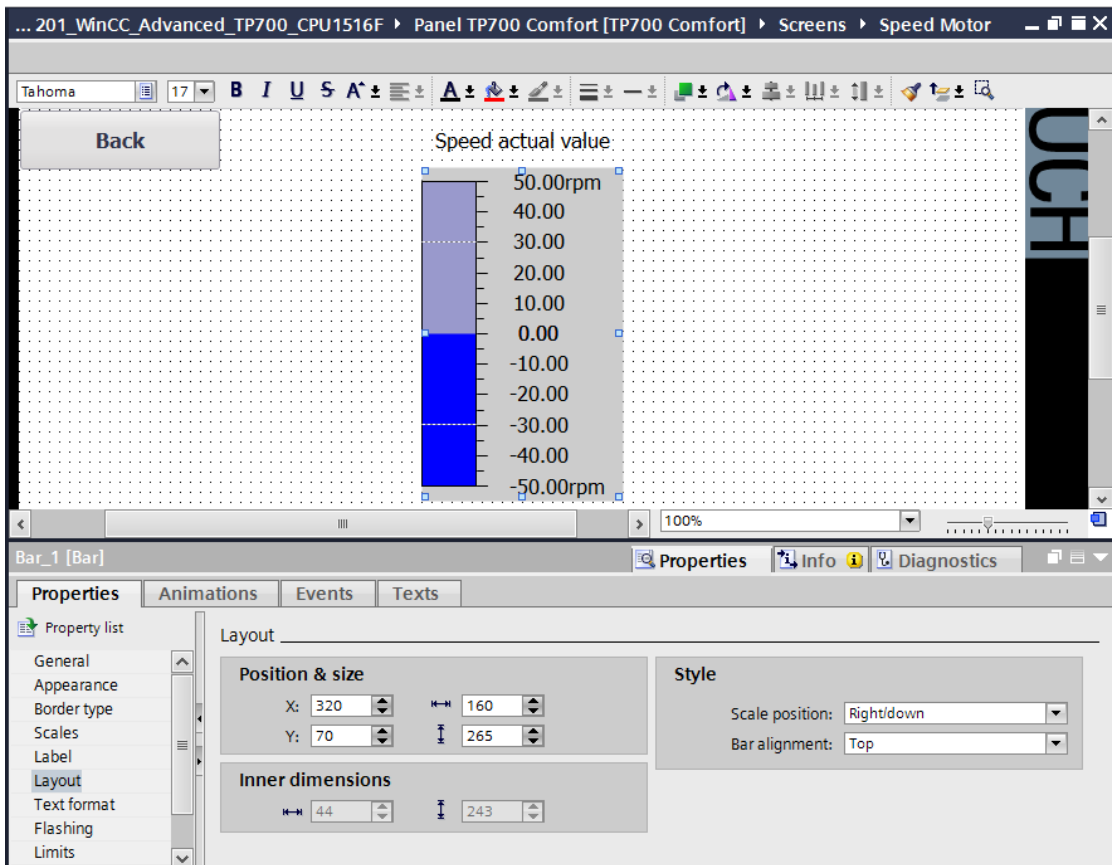 ... 201_WinCC_Advanced_TP700_CPU1516F ▸ Panel TP700 Comfort [TP700 Comfort] ▸ Screens ▸ Speed Motor
Tahoma 17 B I U S A A
Back
Speed actual value
UCH
50.00rpm
40.00
30.00
20.00
10.00
0.00
-10.00
-20.00
-30.00
-40.00
-50.00rpm
100%
Bar_1 [Bar] Properties Info Diagnostics
Properties Animations Events Texts
Property list
General
Appearance
Border type
Scales
Label
Layout
Text format
Flashing
Limits
Layout
Position & size
X: 320 160
Y: 70 265
Inner dimensions
44 243
Style
Scale position: Right/down
Bar alignment: Top